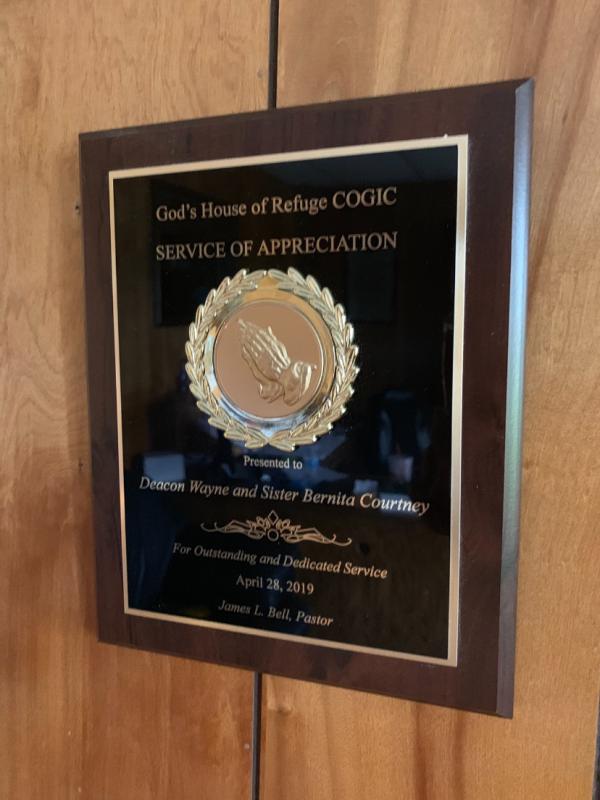 God's House of Refuge COGIC
SERVICE OF APPRECIATION
Presented to
Deacon Wayne and Sister Bernita Courtney
For Outstanding and Dedicated Service
April 28, 2019
James L. Bell, Pastor